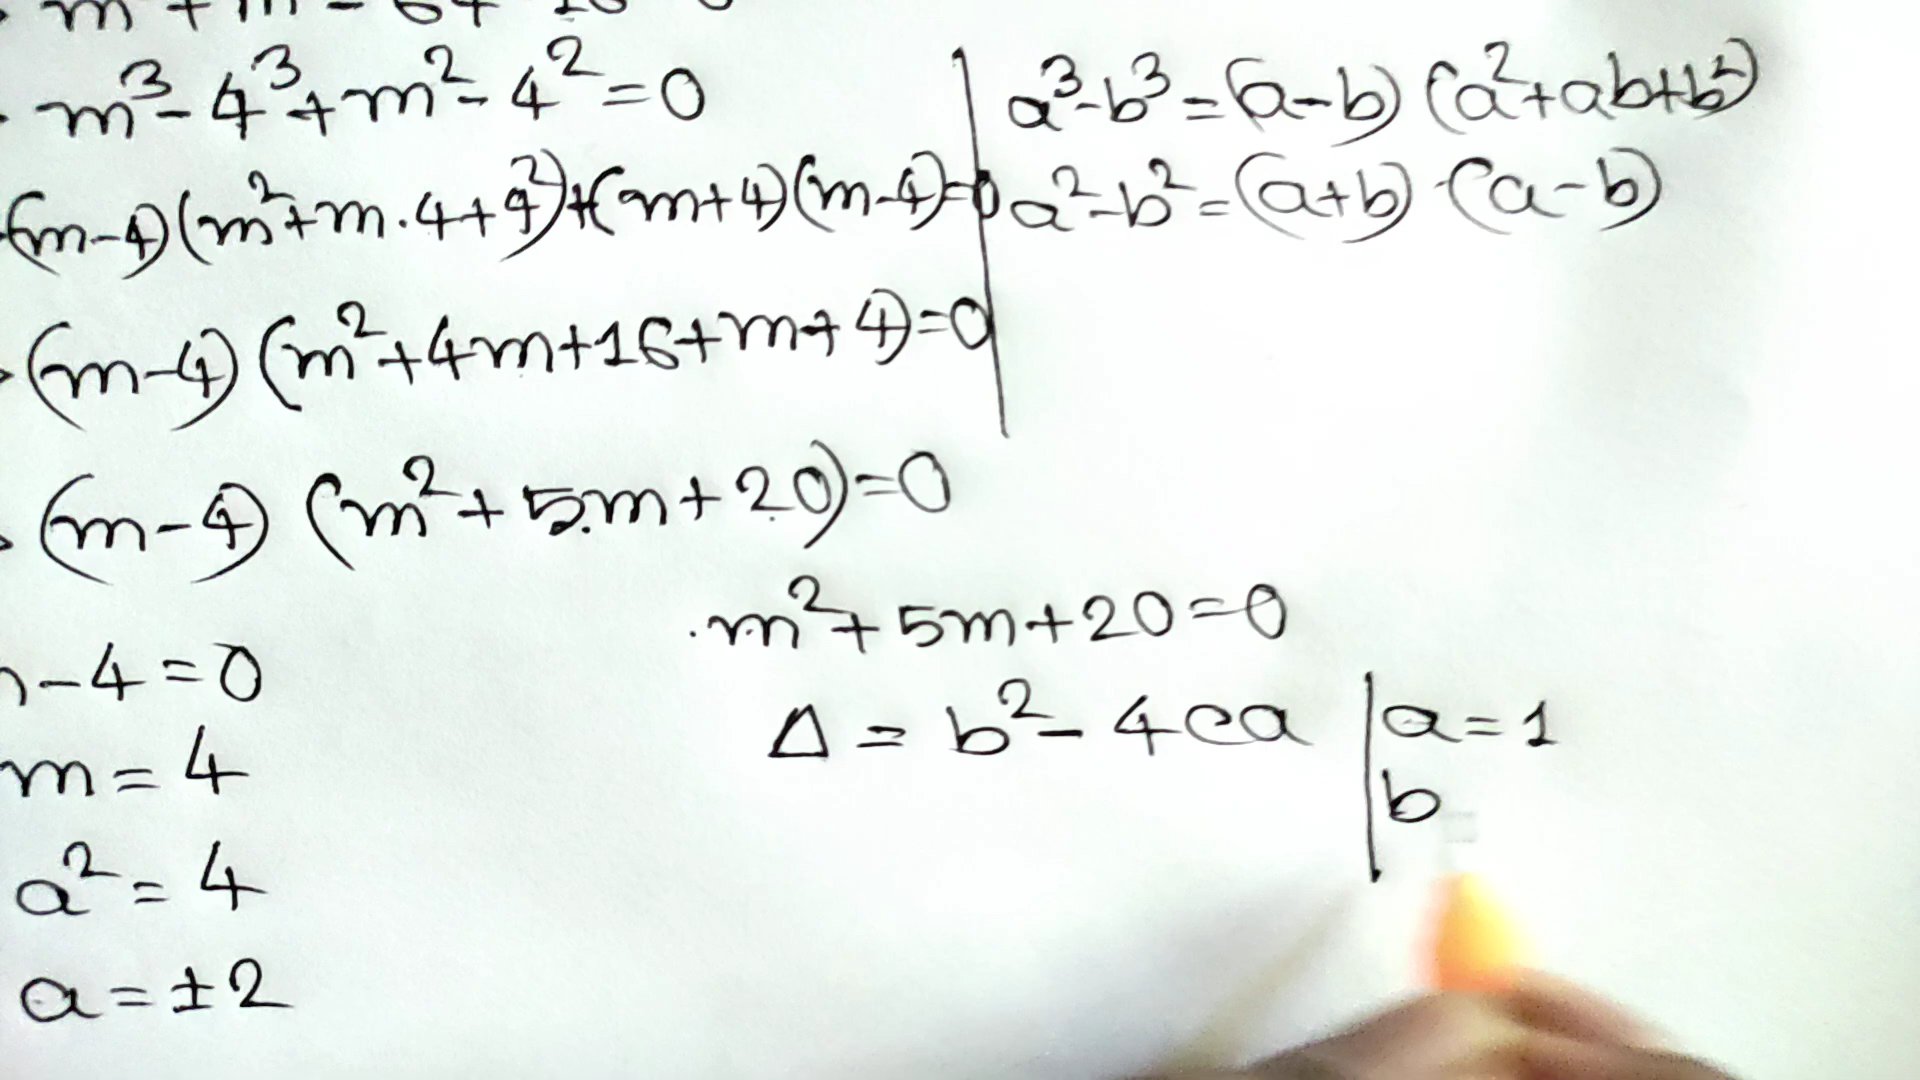 m³-4³+m²-4²=0
(m-4)(m²+m.4+4²)+(m+4)(m-4)=0
(m-4)(m²+4m+16+m+4)=0
(m-4)(m²+5m+20)=0
-4=0
m=4
a²=4
a=±2
a³-b³=(a-b)(a²+ab+b²)
a²-b²=(a+b)·(a-b)
m²+5m+20=0
Δ=b²-4ca
a=1
b